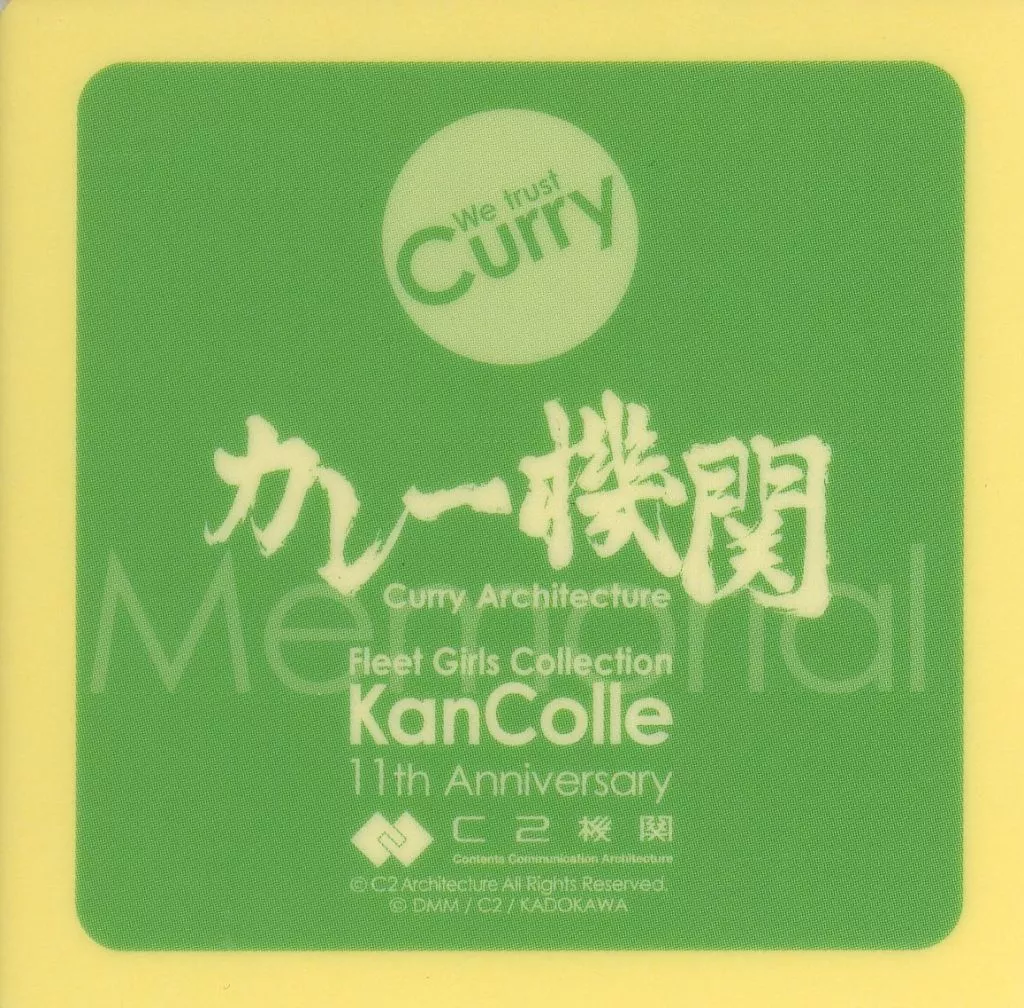 We trust
Curry
カレー機関
Curry Architecture
Memorial
Fleet Girls Collection
KanColle
11th Anniversary
C2機関
Contents Communication Architecture
© C2 Architecture All Rights Reserved.
© DMM / C2 / KADOKAWA